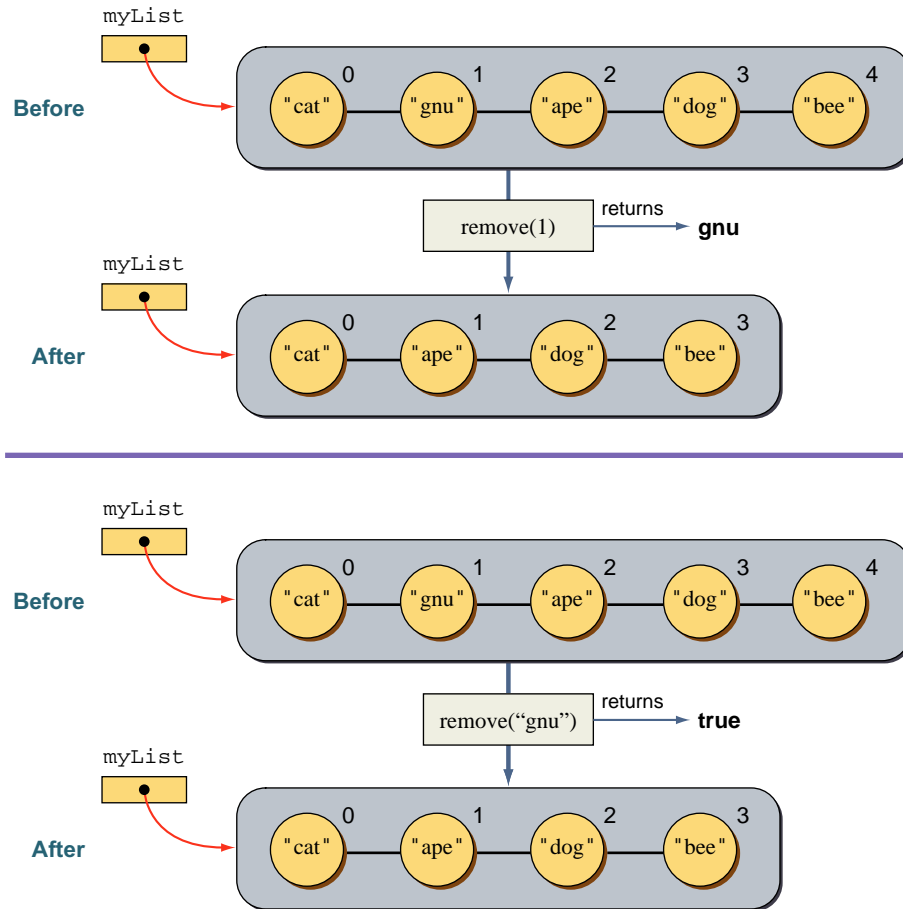 myList
0 1 2 3 4
Before "cat" "gnu" "ape" "dog" "bee"
returns
remove(1) gnu
myList
0 1 2 3
After "cat" "ape" "dog" "bee"
myList
0 1 2 3 4
Before "cat" "gnu" "ape" "dog" "bee"
returns
remove(“gnu”) true
myList
0 1 2 3
After "cat" "ape" "dog" "bee"